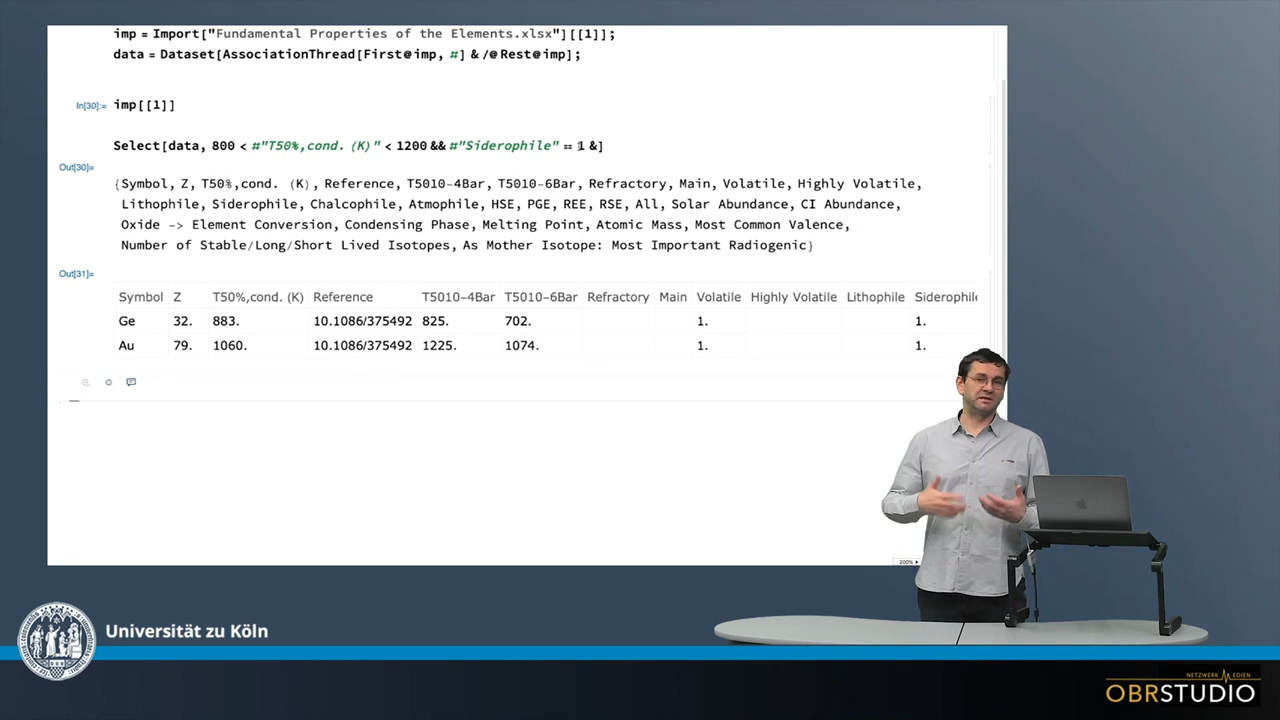 imp = Import["Fundamental Properties of the Elements.xlsx"][[1]];
data = Dataset[AssociationThread[First@imp, #] & /@ Rest@imp];
In[30]:= imp[[1]]
Select[data, 800 < #"T50%,cond. (K)" < 1200 && #"Siderophile" == 1 &]
Out[30]=
{Symbol, Z, T50%,cond. (K), Reference, T5010-4Bar, T5010-6Bar, Refractory, Main, Volatile, Highly Volatile,
Lithophile, Siderophile, Chalcophile, Atmophile, HSE, PGE, REE, RSE, All, Solar Abundance, CI Abundance,
Oxide -> Element Conversion, Condensing Phase, Melting Point, Atomic Mass, Most Common Valence,
Number of Stable/Long/Short Lived Isotopes, As Mother Isotope: Most Important Radiogenic}
Out[31]=
Symbol Z T50%,cond. (K) Reference T5010-4Bar T5010-6Bar Refractory Main Volatile Highly Volatile Lithophile Siderophile
Ge 32. 883. 10.1086/375492 825. 702. 1. 1.
Au 79. 1060. 10.1086/375492 1225. 1074. 1. 1.
200%
Universität zu Köln
NETZWERK MEDIEN
OBRSTUDIO